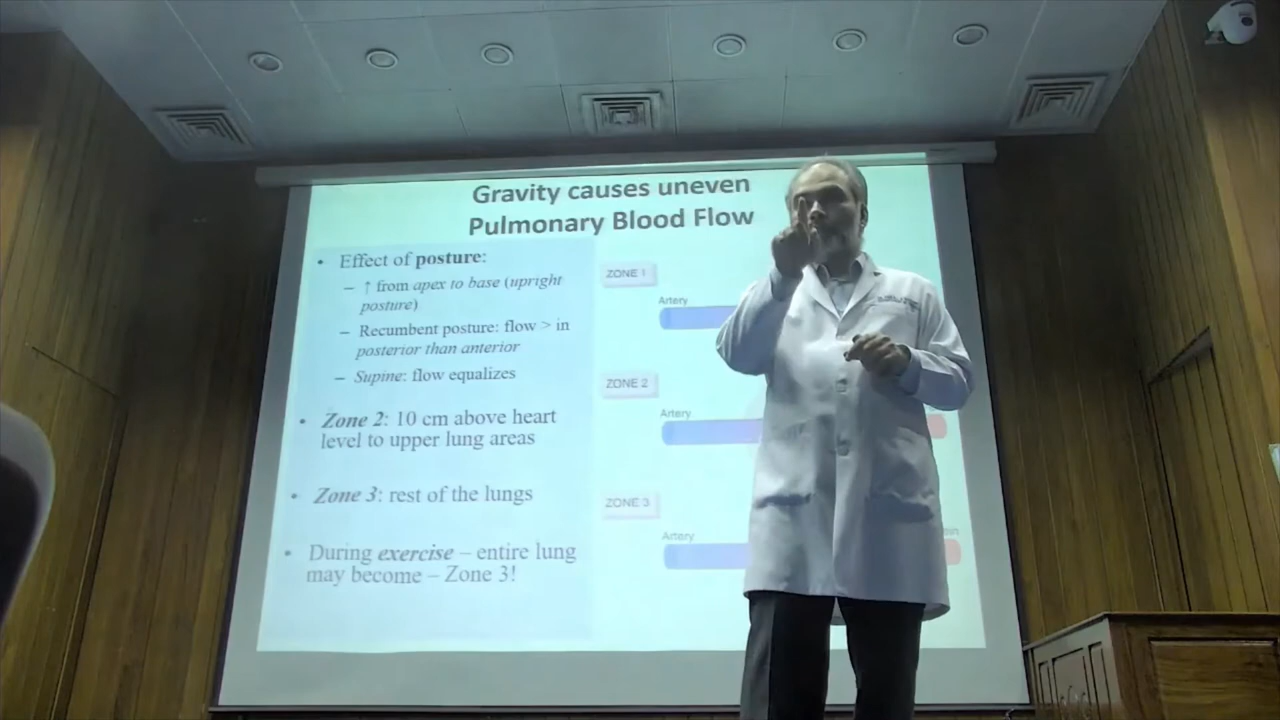 Gravity causes uneven
Pulmonary Blood Flow
• Effect of posture:
– ↑ from apex to base (upright
posture)
– Recumbent posture: flow > in
posterior than anterior
– Supine: flow equalizes
• Zone 2: 10 cm above heart
level to upper lung areas
• Zone 3: rest of the lungs
• During exercise – entire lung
may become – Zone 3!
ZONE 1
Artery
ZONE 2
Artery
ZONE 3
Artery